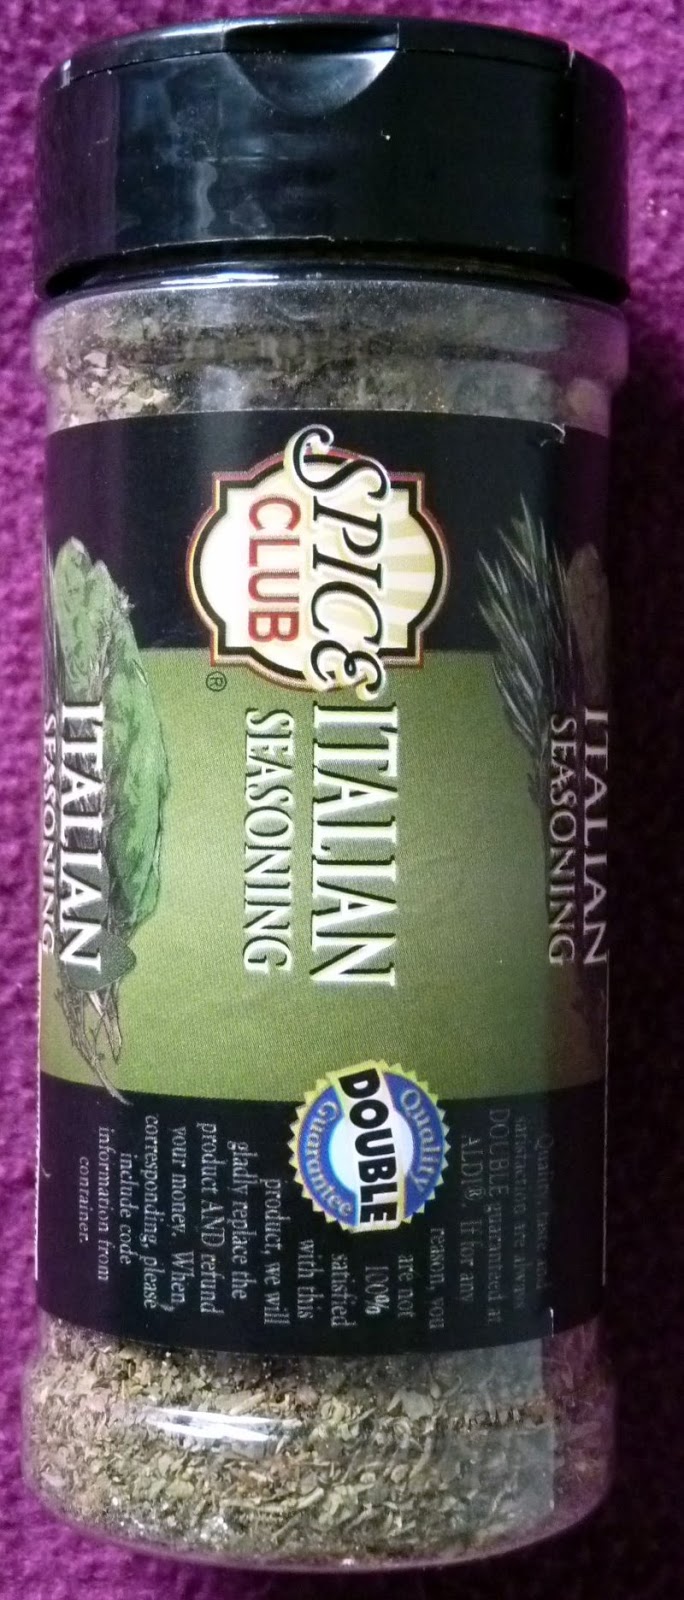 SPICE
CLUB
®
ITALIAN
SEASONING
ITALIAN
SEASONING
ITALIAN
SEASONING
Quality
DOUBLE
Guarantee
Quality, taste and
satisfaction are always
DOUBLE guaranteed at
ALDI®. If for any
reason, you
are not
100%
satisfied
with this
product, we will
gladly replace the
product AND refund
your money. When
corresponding, please
include code
information from
container.